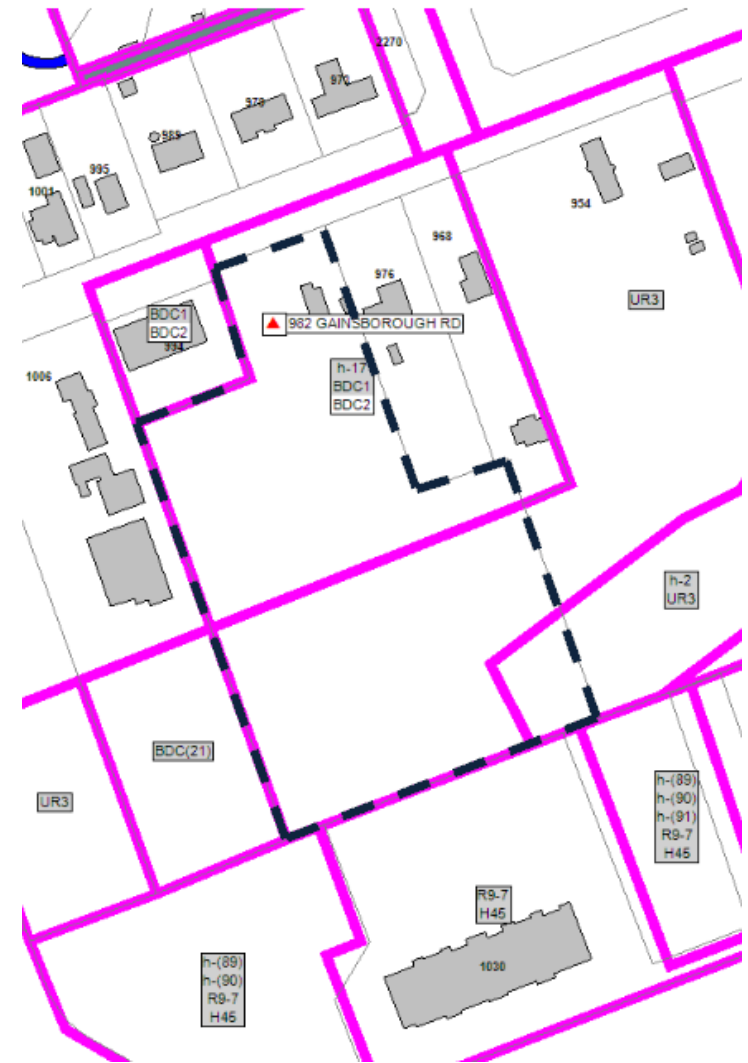 2270
972
978
989
995
1001
954
968
976
UR3
BDC1
BDC2
994
982 GAINSBOROUGH RD
h-17
BDC1
BDC2
1006
h-2
UR3
BDC(21)
UR3
h-(89)
h-(90)
h-(91)
R9-7
H45
R9-7
H45
1030
h-(89)
h-(90)
R9-7
H45